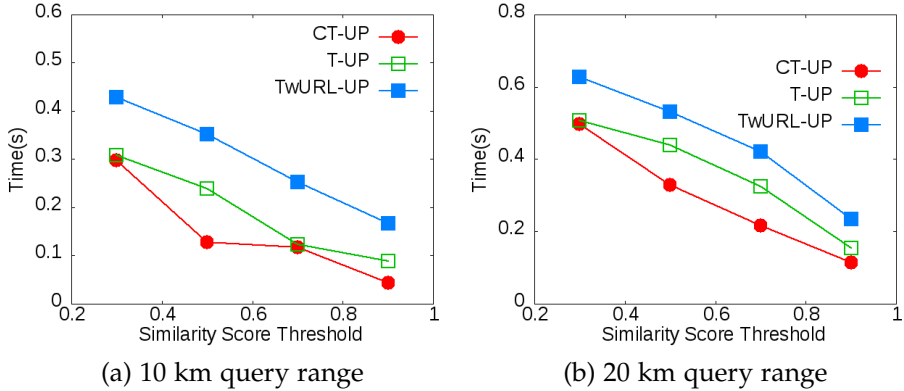 0.6
0.5
0.4
0.3
0.2
0.1
0
Time(s)
CT-UP
T-UP
TwURL-UP
0.2 0.4 0.6 0.8 1
Similarity Score Threshold
(a) 10 km query range
0.8
0.6
0.4
0.2
0
Time(s)
CT-UP
T-UP
TwURL-UP
0.2 0.4 0.6 0.8 1
Similarity Score Threshold
(b) 20 km query range